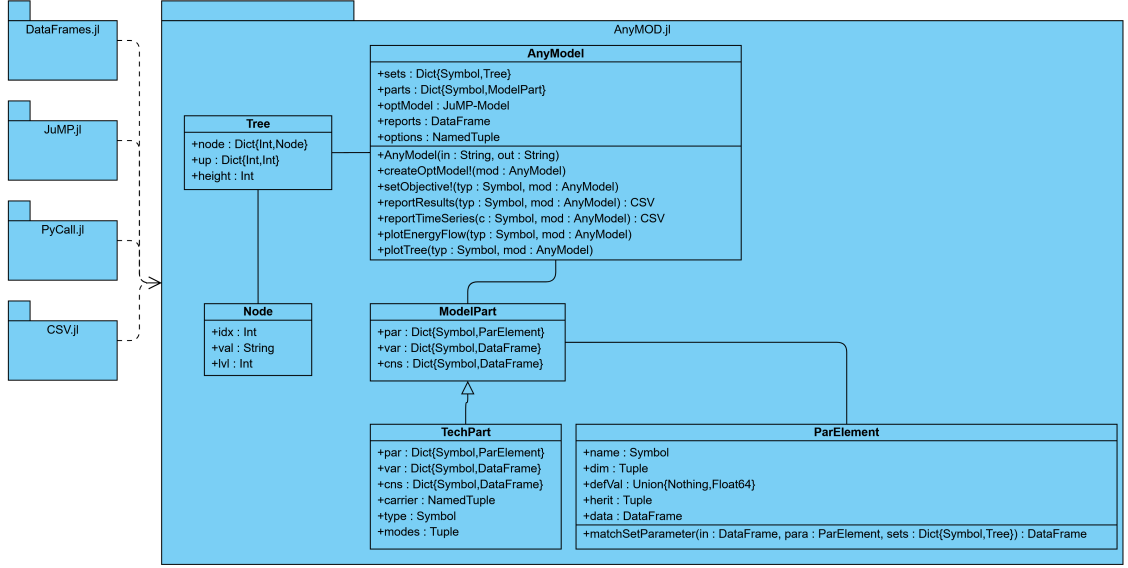 DataFrames.jl
JuMP.jl
PyCall.jl
CSV.jl
AnyMOD.jl
AnyModel
+sets : Dict{Symbol,Tree}
+parts : Dict{Symbol,ModelPart}
+optModel : JuMP-Model
+reports : DataFrame
+options : NamedTuple
+AnyModel(in : String, out : String)
+createOptModel!(mod : AnyModel)
+setObjective!(typ : Symbol, mod : AnyModel)
+reportResults(typ : Symbol, mod : AnyModel) : CSV
+reportTimeSeries(c : Symbol, mod : AnyModel) : CSV
+plotEnergyFlow(typ : Symbol, mod : AnyModel)
+plotTree(typ : Symbol, mod : AnyModel)
Tree
+node : Dict{Int,Node}
+up : Dict{Int,Int}
+height : Int
Node
+idx : Int
+val : String
+lvl : Int
ModelPart
+par : Dict{Symbol,ParElement}
+var : Dict{Symbol,DataFrame}
+cns : Dict{Symbol,DataFrame}
TechPart
+par : Dict{Symbol,ParElement}
+var : Dict{Symbol,DataFrame}
+cns : Dict{Symbol,DataFrame}
+carrier : NamedTuple
+type : Symbol
+modes : Tuple
ParElement
+name : Symbol
+dim : Tuple
+defVal : Union{Nothing,Float64}
+herit : Tuple
+data : DataFrame
+matchSetParameter(in : DataFrame, para : ParElement, sets : Dict{Symbol,Tree}) : DataFrame